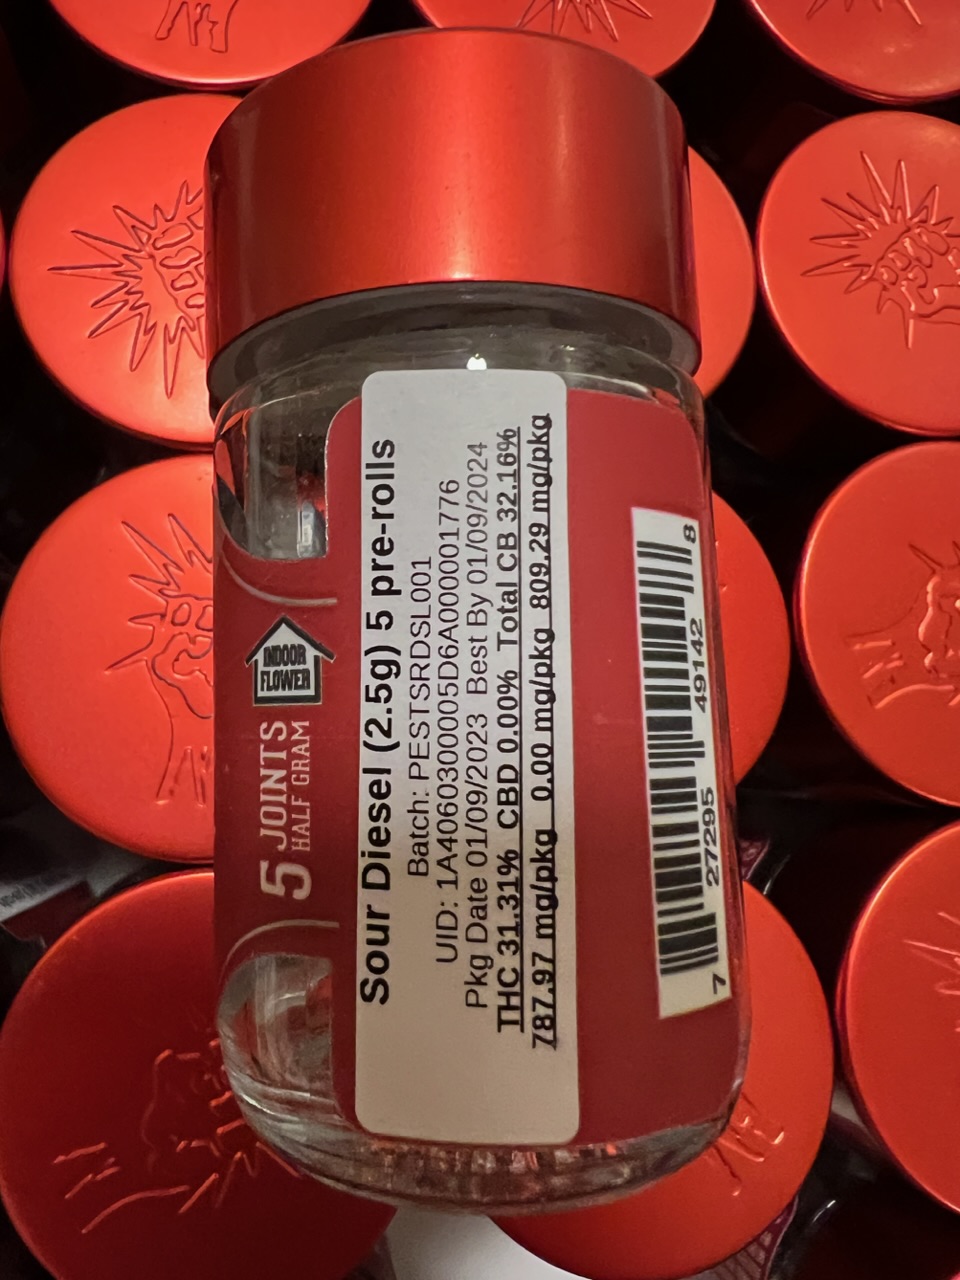 5 JOINTS
HALF GRAM
INDOOR
FLOWER
Sour Diesel (2.5g) 5 pre-rolls
Batch: PESTSRDSL001
UID: 1A4060300005D6A000001776
Pkg Date 01/09/2023 Best By 01/09/2024
THC 31.31% CBD 0.00% Total CB 32.16%
787.97 mg/pkg 0.00 mg/pkg 809.29 mg/pkg
7 27295 49142 8